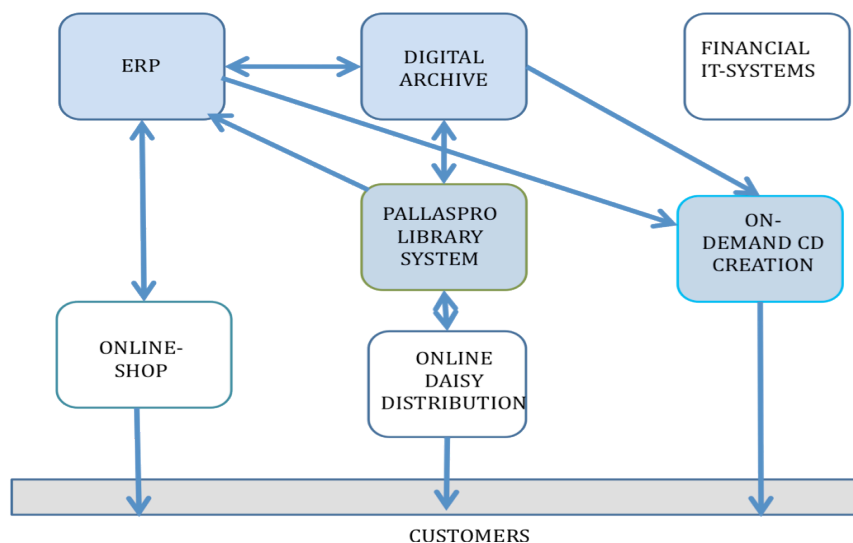 ERP
DIGITAL
ARCHIVE
FINANCIAL
IT-SYSTEMS
PALLASPRO
LIBRARY
SYSTEM
ON-
DEMAND CD
CREATION
ONLINE-
SHOP
ONLINE
DAISY
DISTRIBUTION
CUSTOMERS